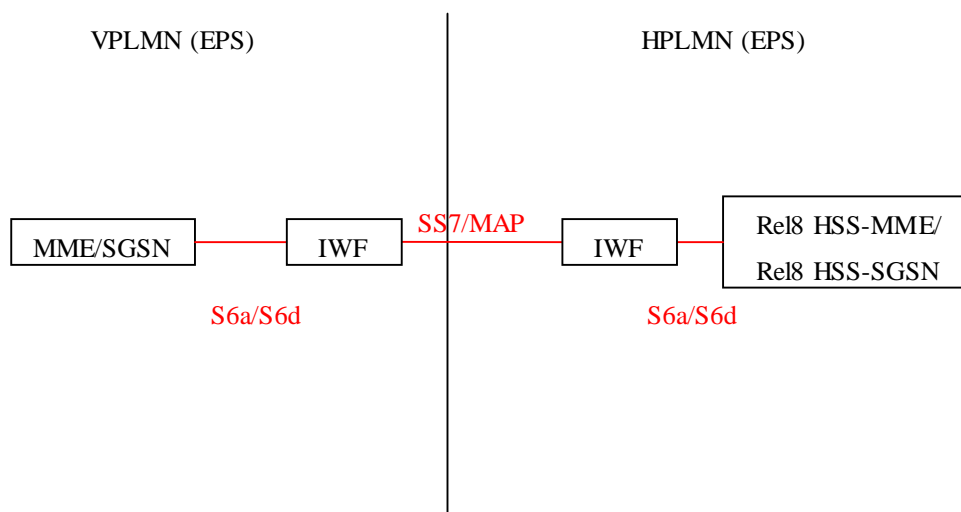 VPLMN (EPS)
HPLMN (EPS)
SS7/MAP
MME/SGSN
IWF
IWF
Rel8 HSS-MME/
Rel8 HSS-SGSN
S6a/S6d
S6a/S6d